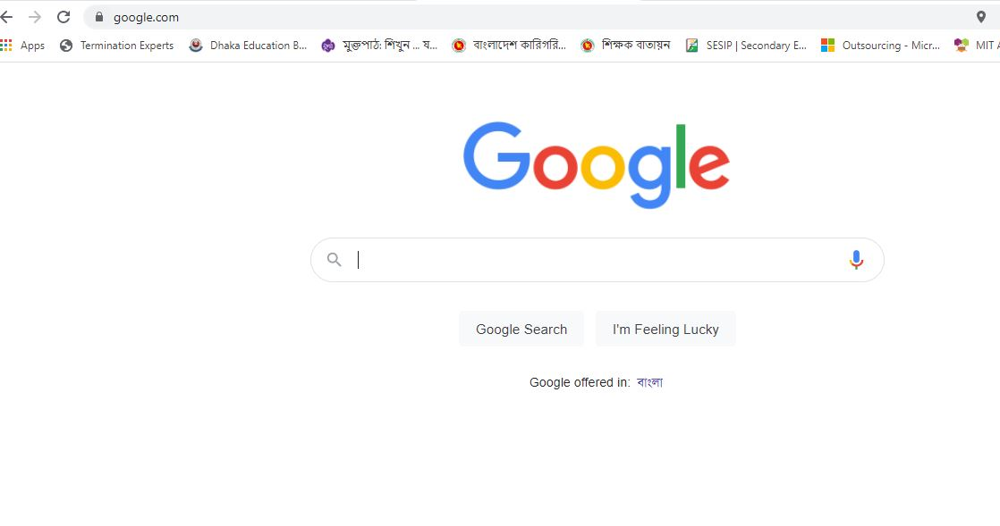 google.com
Apps Termination Experts Dhaka Education B... মুক্তপাঠ: শিখুন ... য... বাংলাদেশ কারিগরি... শিক্ষক বাতায়ন SESIP | Secondary E... Outsourcing - Micr... MIT A
Google
Google Search I'm Feeling Lucky
Google offered in: বাংলা